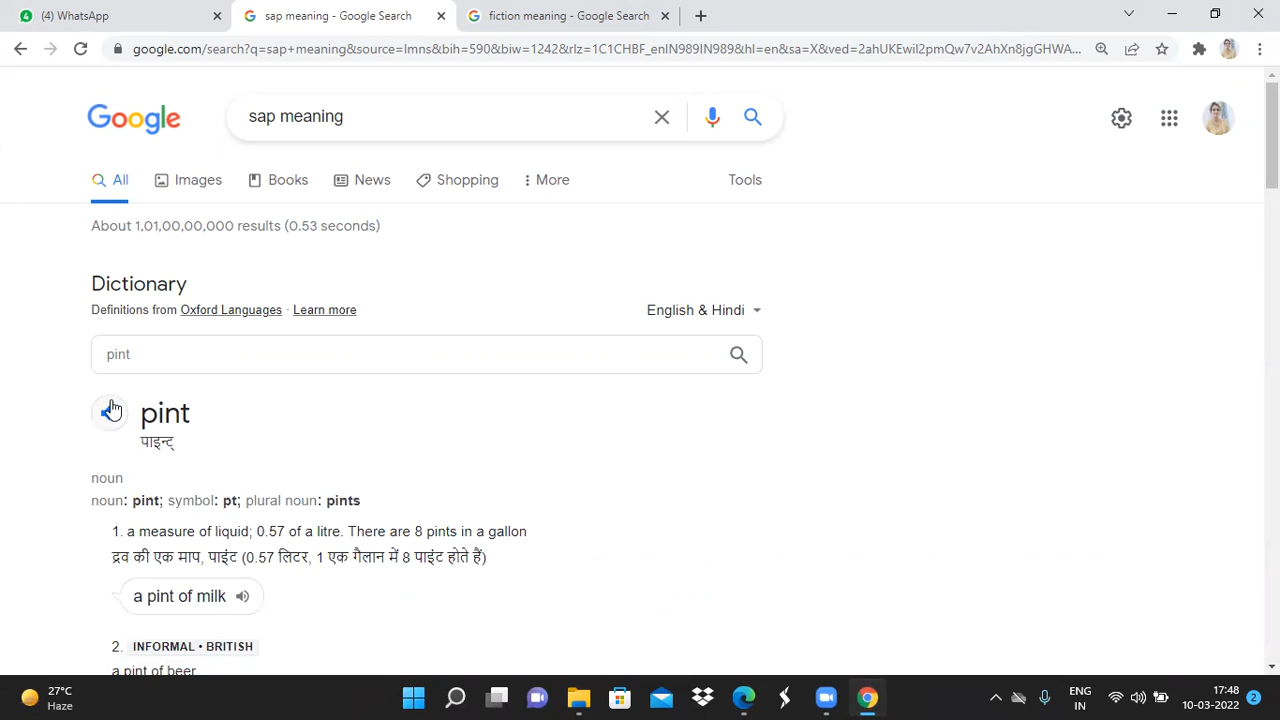 (4) WhatsApp
sap meaning - Google Search
fiction meaning - Google Search
google.com/search?q=sap+meaning&source=lmns&bih=590&biw=1242&rlz=1C1CHBF_enIN989IN989&hl=en&sa=X&ved=2ahUKEwil2pmQw7v2AhXn8jgGHWA...
Google
sap meaning
All
Images
Books
News
Shopping
More
Tools
About 1,01,00,00,000 results (0.53 seconds)
Dictionary
Definitions from Oxford Languages · Learn more
English & Hindi
pint
pint
पाइन्ट्
noun
noun: pint; symbol: pt; plural noun: pints
1. a measure of liquid; 0.57 of a litre. There are 8 pints in a gallon
द्रव की एक माप, पाइंट (0.57 लिटर, 1 एक गैलान में 8 पाइंट होते हैं)
a pint of milk
2. INFORMAL • BRITISH
a pint of beer
27°C
Haze
ENG
IN
17:48
10-03-2022
2